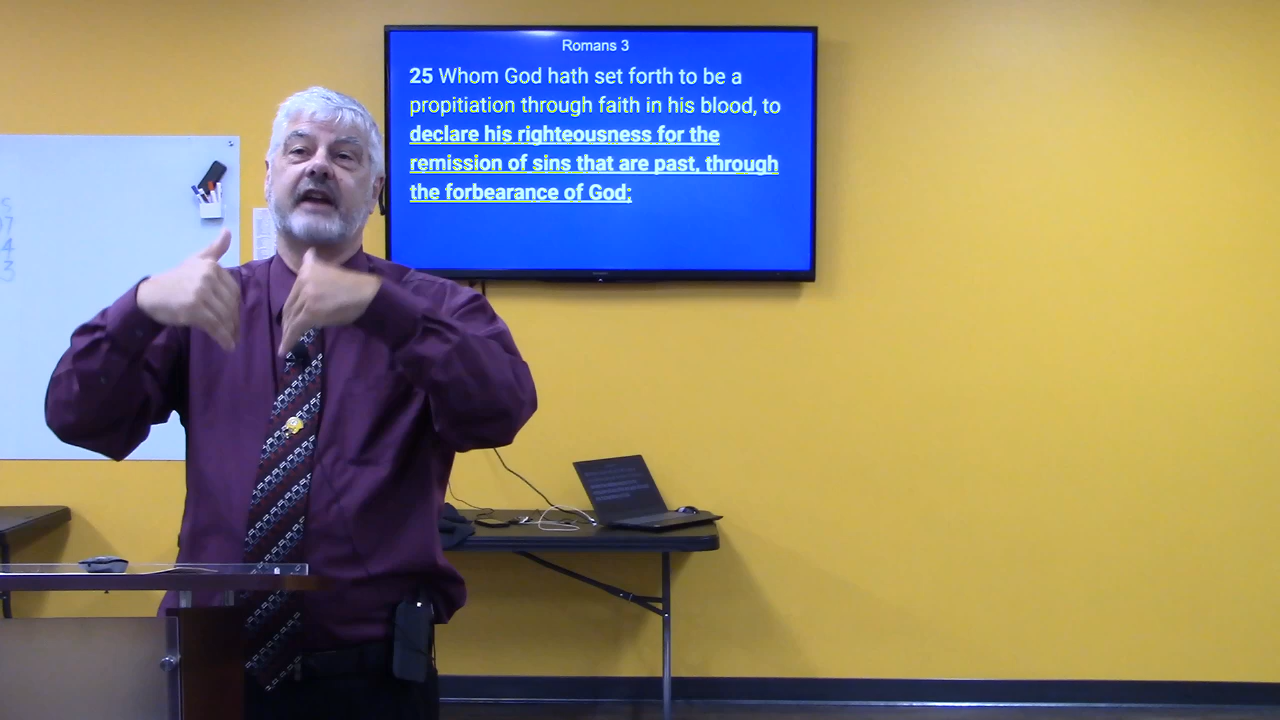 Romans 3
25 Whom God hath set forth to be a
propitiation through faith in his blood, to
declare his righteousness for the
remission of sins that are past, through
the forbearance of God;